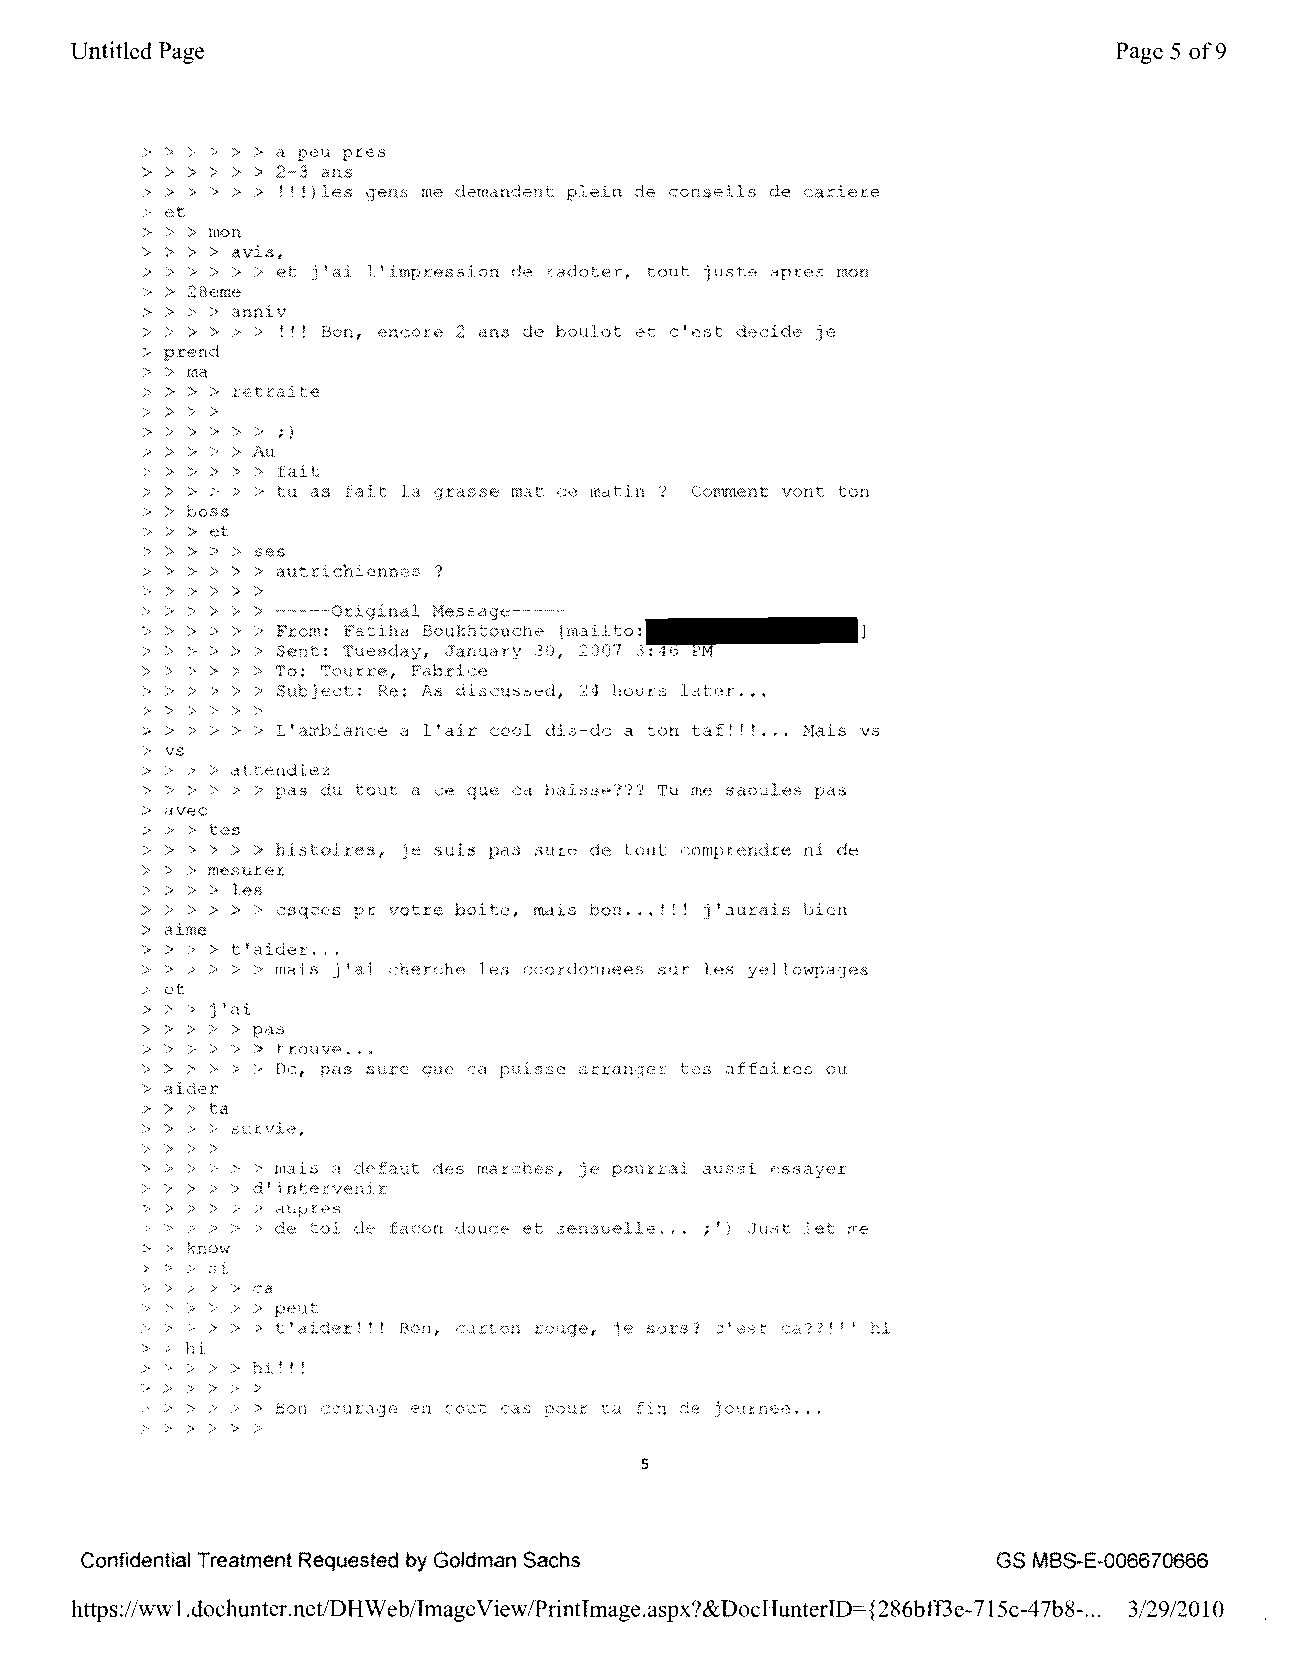 Untitled Page
Page 5 of 9
> > > > > > a peu pres
> > > > > > 2-3 ans
> > > > > > !!!)les gens me demandent plein de conseils de cariere
> et
> > > mon
> > > > avis,
> > > > > > et j'ai l'impression de radoter, tout juste apres mon
> > 28eme
> > > > anniv
> > > > > > !!! Bon, encore 2 ans de boulot et c'est decide je
> prend
> > ma
> > > > retraite
> > > >
> > > > > > ;)
> > > > > Au
> > > > > > fait
> > > > > > tu as fait la grasse mat ce matin ?  Comment vont ton
> > boss
> > > et
> > > > > ses
> > > > > > autrichiennes ?
> > > > > >
> > > > > > -----Original Message-----
> > > > > > From: Fatiha Boukhtouche [mailto: ]
> > > > > > Sent: Tuesday, January 30, 2007 3:46 PM
> > > > > > To: Tourre, Fabrice
> > > > > > Subject: Re: As discussed, 24 hours later...
> > > > > >
> > > > > > L'ambiance a l'air cool dis-dc a ton taf!!!... Mais vs
> vs
> > > > attendiez
> > > > > > pas du tout a ce que ca baisse??? Tu me saoules pas
> avec
> > > tes
> > > > > > histoires, je suis pas sure de tout comprendre ni de
> > > mesurer
> > > > les
> > > > > > csqces pr votre boite, mais bon...!!! j'aurais bien
> aime
> > > > t'aider...
> > > > > > mais j'ai cherche les coordonnees sur les yellowpages
> et
> > > j'ai
> > > > > pas
> > > > > > trouve...
> > > > > > Dc, pas sure que ca puisse arranger tes affaires ou
> aider
> > > ta
> > > > survie,
> > > >
> > > > > > mais a defaut des marches, je pourrai aussi essayer
> > > > > d'intervenir
> > > > > > aupres
> > > > > > de toi de facon douce et sensuelle... ;') Just let me
> > know
> > > si
> > > > > ca
> > > > > > peut
> > > > > > t'aider!!! Bon, carton rouge, je sors? c'est ca??!!! hi
> > hi
> > > > > hi!!!
> > > > > >
> > > > > > Bon courage en tout cas pour ta fin de journee...
> > > > > >
5
Confidential Treatment Requested by Goldman Sachs
GS MBS-E-006670666
https://ww1.dochunter.net/DHWeb/ImageView/PrintImage.aspx?&DocHunterID={286bff3e-715c-47b8-...
3/29/2010